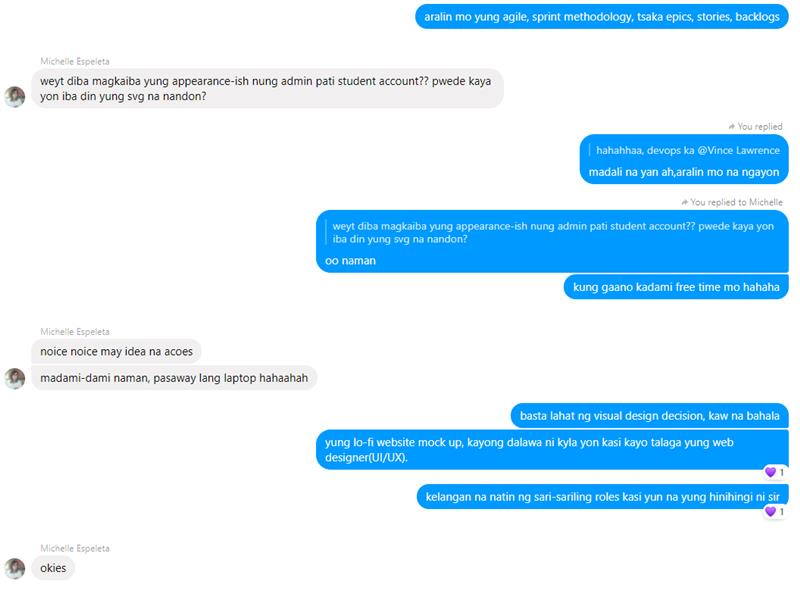 aralin mo yung agile, sprint methodology, tsaka epics, stories, backlogs
Michelle Espeleta
weyt diba magkaiba yung appearance-ish nung admin pati student account?? pwede kaya
yon iba din yung svg na nandon?
You replied
hahahhaa, devops ka @Vince Lawrence
madali na yan ah,aralin mo na ngayon
You replied to Michelle
weyt diba magkaiba yung appearance-ish nung admin pati student account?? pwede kaya yon
iba din yung svg na nandon?
oo naman
kung gaano kadami free time mo hahaha
Michelle Espeleta
noice noice may idea na acoes
madami-dami naman, pasaway lang laptop hahaahah
basta lahat ng visual design decision, kaw na bahala
yung lo-fi website mock up, kayong dalawa ni kyla yon kasi kayo talaga yung web
designer(UI/UX).
1
kelangan na natin ng sari-sariling roles kasi yun na yung hinihingi ni sir
1
Michelle Espeleta
okies